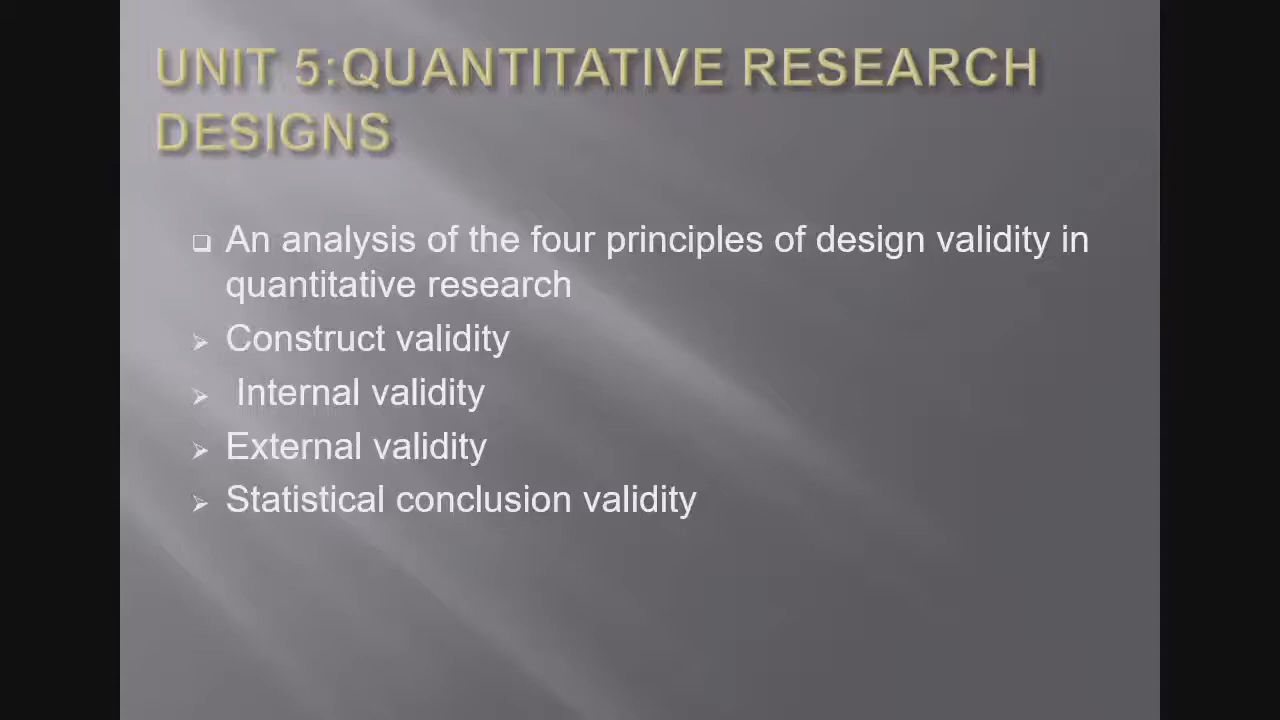 UNIT 5:QUANTITATIVE RESEARCH
DESIGNS
An analysis of the four principles of design validity in
quantitative research
Construct validity
Internal validity
External validity
Statistical conclusion validity